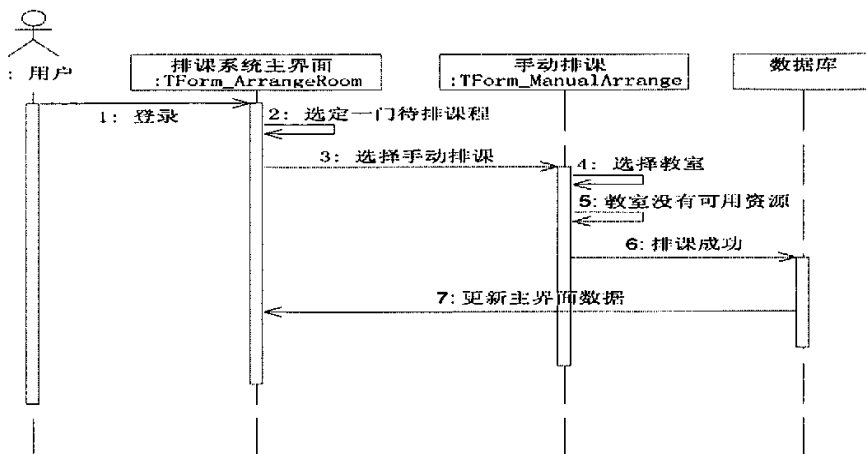 : 用户
排课系统主界面
:TForm_ArrangeRoom
手动排课
:TForm_ManualArrange
数据库
1: 登录
2: 选定一门待排课程
3: 选择手动排课
4: 选择教室
5: 教室没有可用资源
6: 排课成功
7: 更新主界面数据